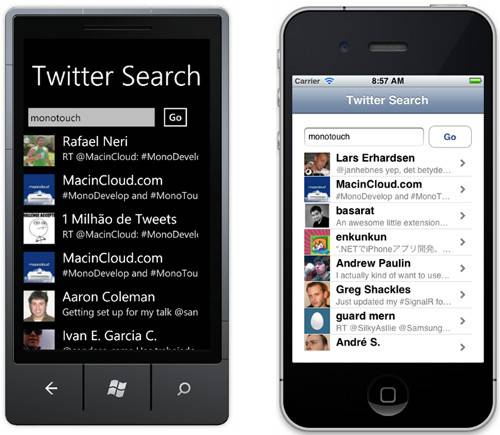 Twitter Search
monotouch
Go
Rafael Neri
RT @MacinCloud: #MonoDevelo
MacinCloud.com
#MonoDevelop and #MonoTou
1 Milhão de Tweets
RT @MacinCloud: #MonoDevelo
MacinCloud.com
#MonoDevelop and #MonoTou
Aaron Coleman
Getting set up for my talk @san
Ivan E. Garcia C.
Carrier
8:57 AM
Twitter Search
monotouch
Go
Lars Erhardsen
@janhebnes yep, det betyde…
MacinCloud.com
#MonoDevelop and #MonoT…
basarat
An awesome little extension…
enkunkun
".NETでiPhoneアプリ開発、…
Andrew Paulin
I actually kind of want to use…
Greg Shackles
Just updated my #SignalR fo…
guard mern
RT @SilkyAsllie @Samsung…
André S.